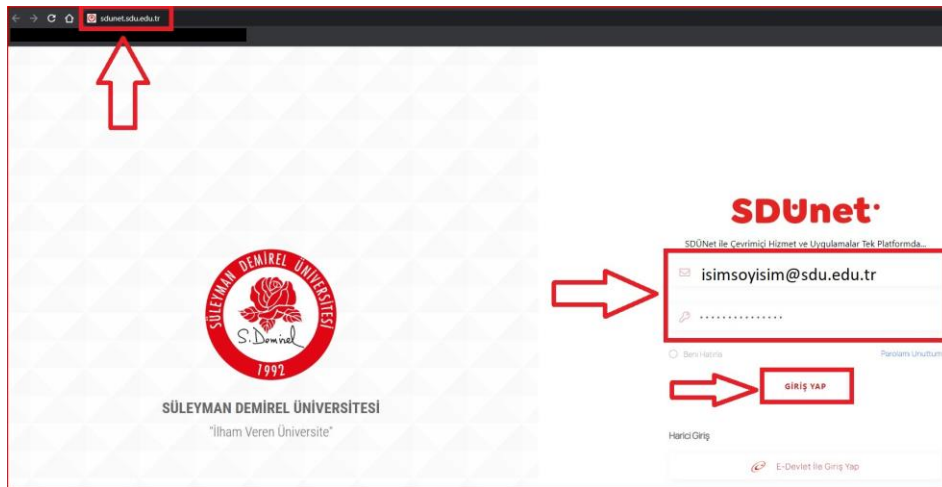 sdunet.sdu.edu.tr
SDÜnet
SDÜNet ile Çevrimiçi Hizmet ve Uygulamalar Tek Platformda...
isimsoyisim@sdu.edu.tr
Beni Hatırla
Parolamı Unuttum
GİRİŞ YAP
Harici Giriş
E-Devlet İle Giriş Yap
SÜLEYMAN DEMİREL ÜNİVERSİTESİ
S. Demirel
1992
SÜLEYMAN DEMİREL ÜNİVERSİTESİ
"İlham Veren Üniversite"